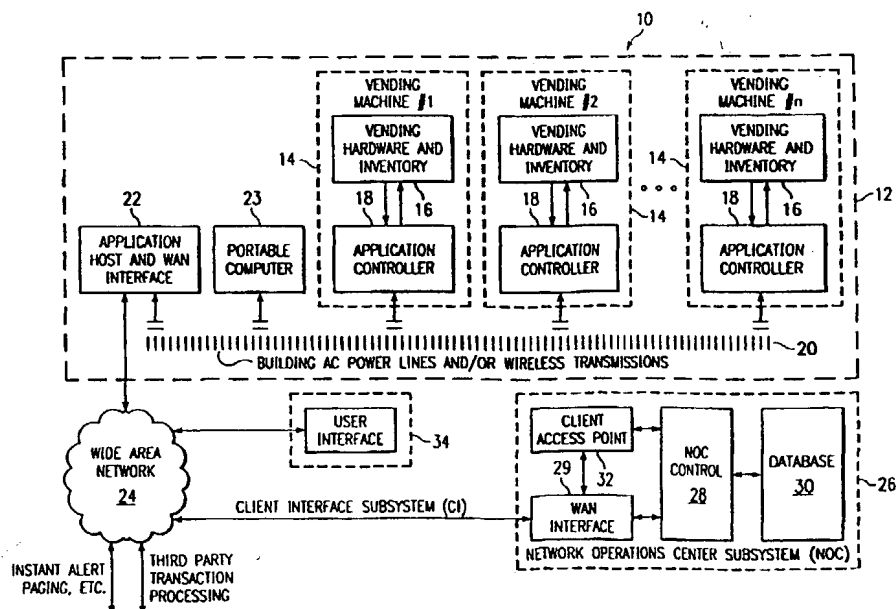 10
VENDING
MACHINE #1
VENDING
HARDWARE AND
INVENTORY
14
18
16
APPLICATION
CONTROLLER
VENDING
MACHINE #2
VENDING
HARDWARE AND
INVENTORY
18
16
14
APPLICATION
CONTROLLER
VENDING
MACHINE #n
VENDING
HARDWARE AND
INVENTORY
14
18
16
12
APPLICATION
CONTROLLER
22
APPLICATION
HOST AND WAN
INTERFACE
23
PORTABLE
COMPUTER
BUILDING AC POWER LINES AND/OR WIRELESS TRANSMISSIONS
20
WIDE AREA
NETWORK
24
USER
INTERFACE
34
CLIENT INTERFACE SUBSYSTEM (CI)
CLIENT
ACCESS POINT
32
29
WAN
INTERFACE
NOC
CONTROL
28
DATABASE
30
26
NETWORK OPERATIONS CENTER SUBSYSTEM (NOC)
INSTANT ALERT
PAGING, ETC.
THIRD PARTY
TRANSACTION
PROCESSING